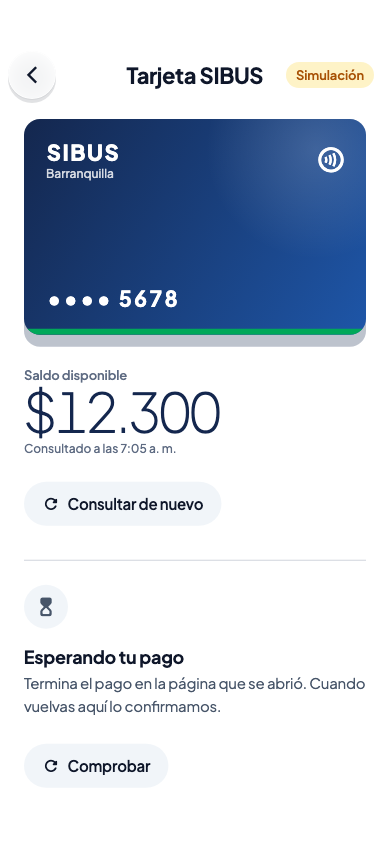 Tarjeta SIBUS
Simulación
SIBUS
Barranquilla
•••• 5678
Saldo disponible
$12.300
Consultado a las 7:05 a. m.
Consultar de nuevo
Esperando tu pago
Termina el pago en la página que se abrió. Cuando
vuelvas aquí lo confirmamos.
Comprobar